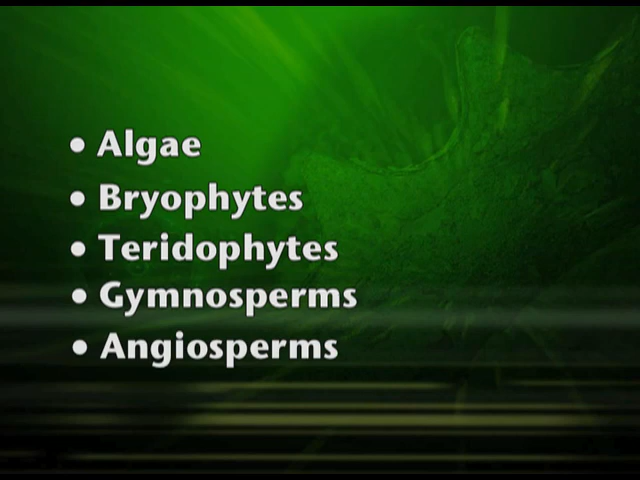 • Algae
• Bryophytes
• Teridophytes
• Gymnosperms
• Angiosperms